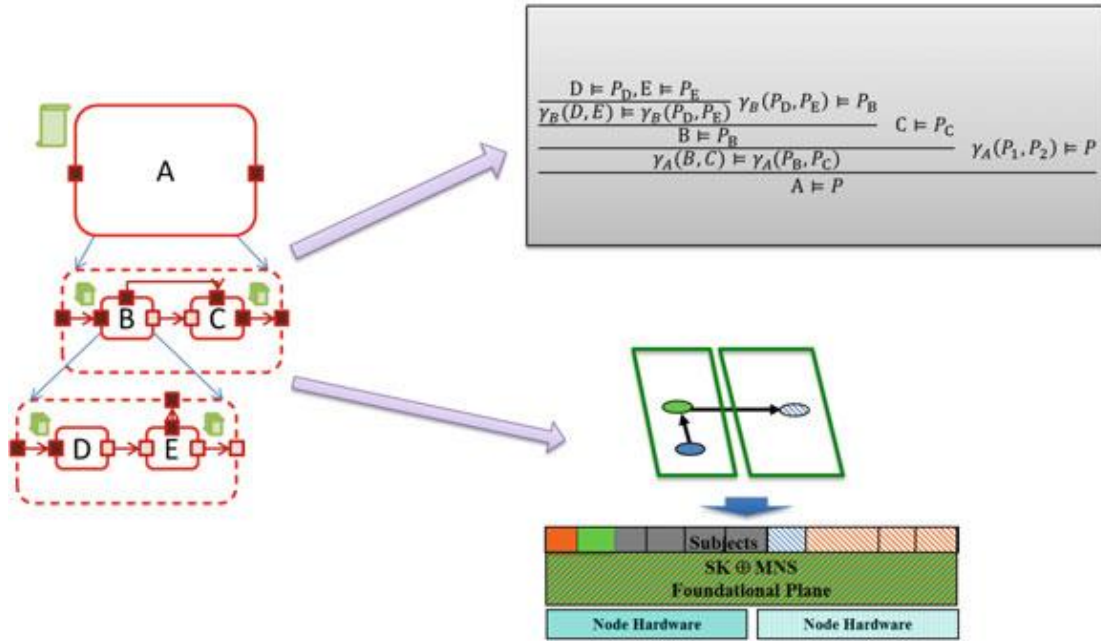 A
B
C
D
E
D ⊨ P_D, E ⊨ P_E
γ_B(D, E) ⊨ γ_B(P_D, P_E) γ_B(P_D, P_E) ⊨ P_B
B ⊨ P_B C ⊨ P_C
γ_A(B, C) ⊨ γ_A(P_B, P_C) γ_A(P_1, P_2) ⊨ P
A ⊨ P
Subjects
SK ⊕ MNS
Foundational Plane
Node Hardware
Node Hardware